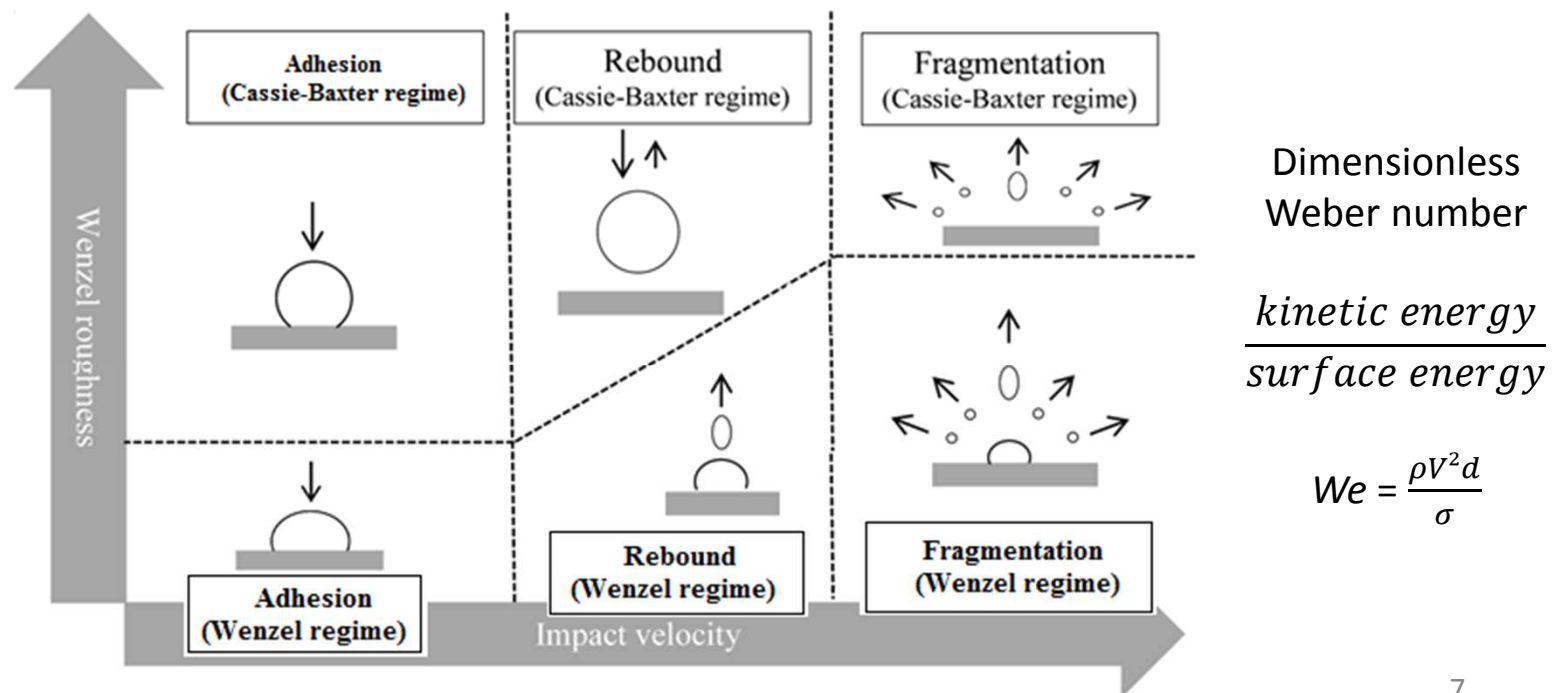 Adhesion
(Cassie-Baxter regime)
Rebound
(Cassie-Baxter regime)
Fragmentation
(Cassie-Baxter regime)
Wenzel roughness
Adhesion
(Wenzel regime)
Rebound
(Wenzel regime)
Fragmentation
(Wenzel regime)
Impact velocity
Dimensionless
Weber number
kinetic energy
surface energy
We = ρV²d / σ
7